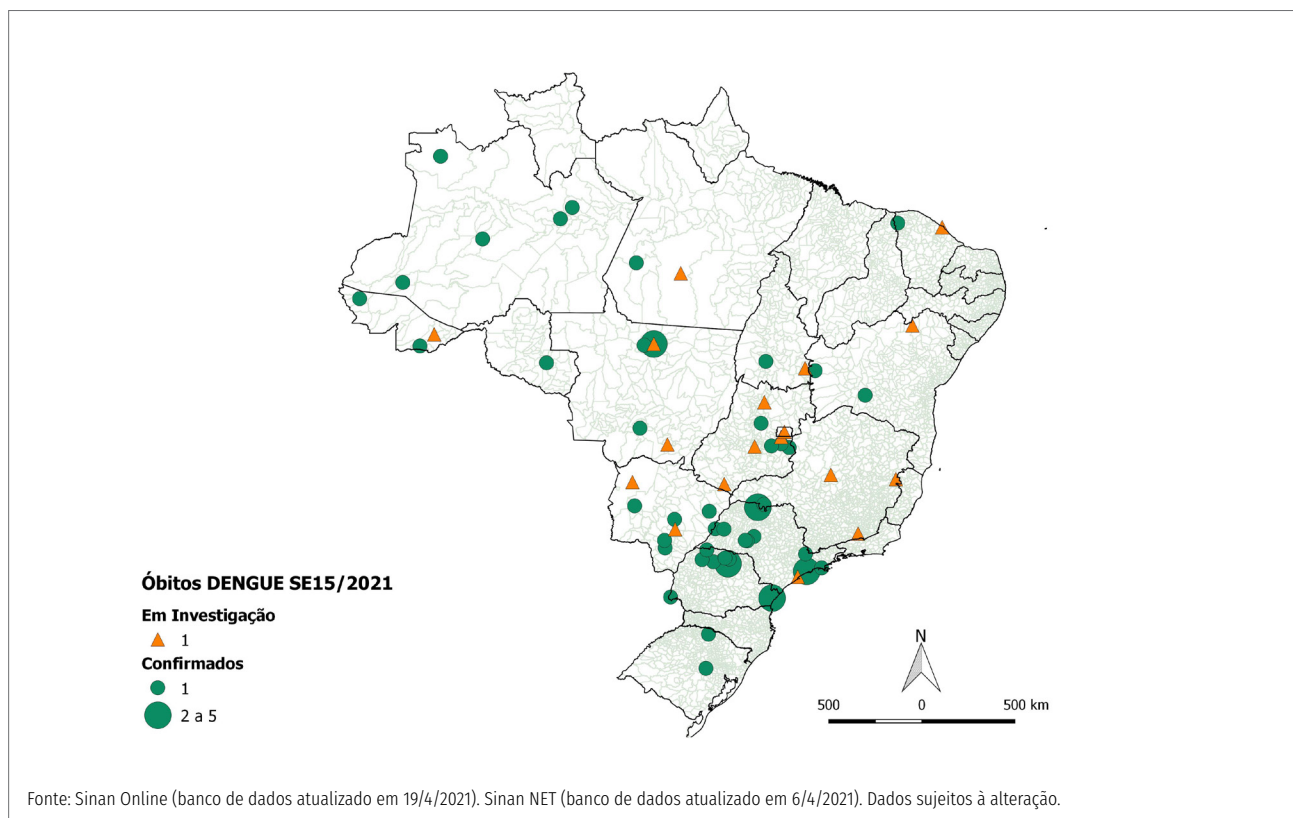 N
Óbitos DENGUE SE15/2021
Em Investigação
1
Confirmados
1
2 a 5
500 0 500 km
Fonte: Sinan Online (banco de dados atualizado em 19/4/2021). Sinan NET (banco de dados atualizado em 6/4/2021). Dados sujeitos à alteração.